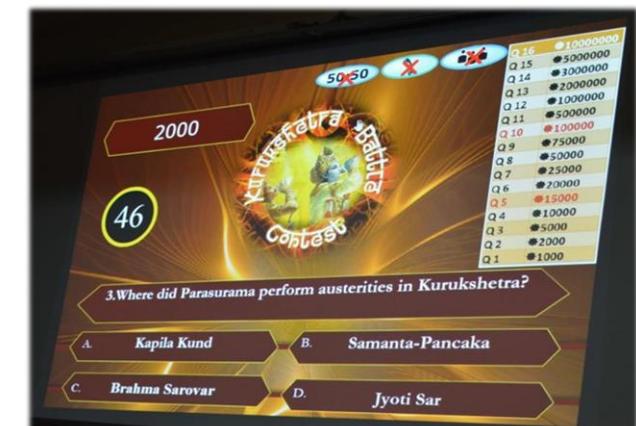 50-50
Q 16 10000000
Q 15 5000000
Q 14 3000000
Q 13 2000000
Q 12 1000000
Q 11 500000
Q 10 100000
Q 9 75000
Q 8 50000
Q 7 25000
Q 6 20000
Q 5 15000
Q 4 10000
Q 3 5000
Q 2 2000
Q 1 1000
2000
Kurukshetra Battra
Contest
46
3.Where did Parasurama perform austerities in Kurukshetra?
A. Kapila Kund
B. Samanta-Pancaka
C. Brahma Sarovar
D. Jyoti Sar